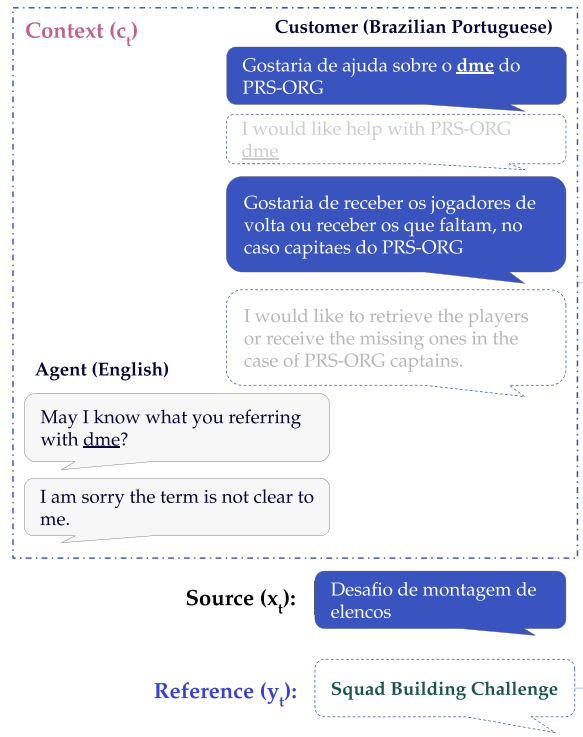 Context (ct)
Customer (Brazilian Portuguese)
Gostaria de ajuda sobre o dme do
PRS-ORG
I would like help with PRS-ORG
dme
Gostaria de receber os jogadores de
volta ou receber os que faltam, no
caso capitaes do PRS-ORG
I would like to retrieve the players
or receive the missing ones in the
case of PRS-ORG captains.
Agent (English)
May I know what you referring
with dme?
I am sorry the term is not clear to
me.
Source (xt):
Desafio de montagem de
elencos
Reference (yt):
Squad Building Challenge